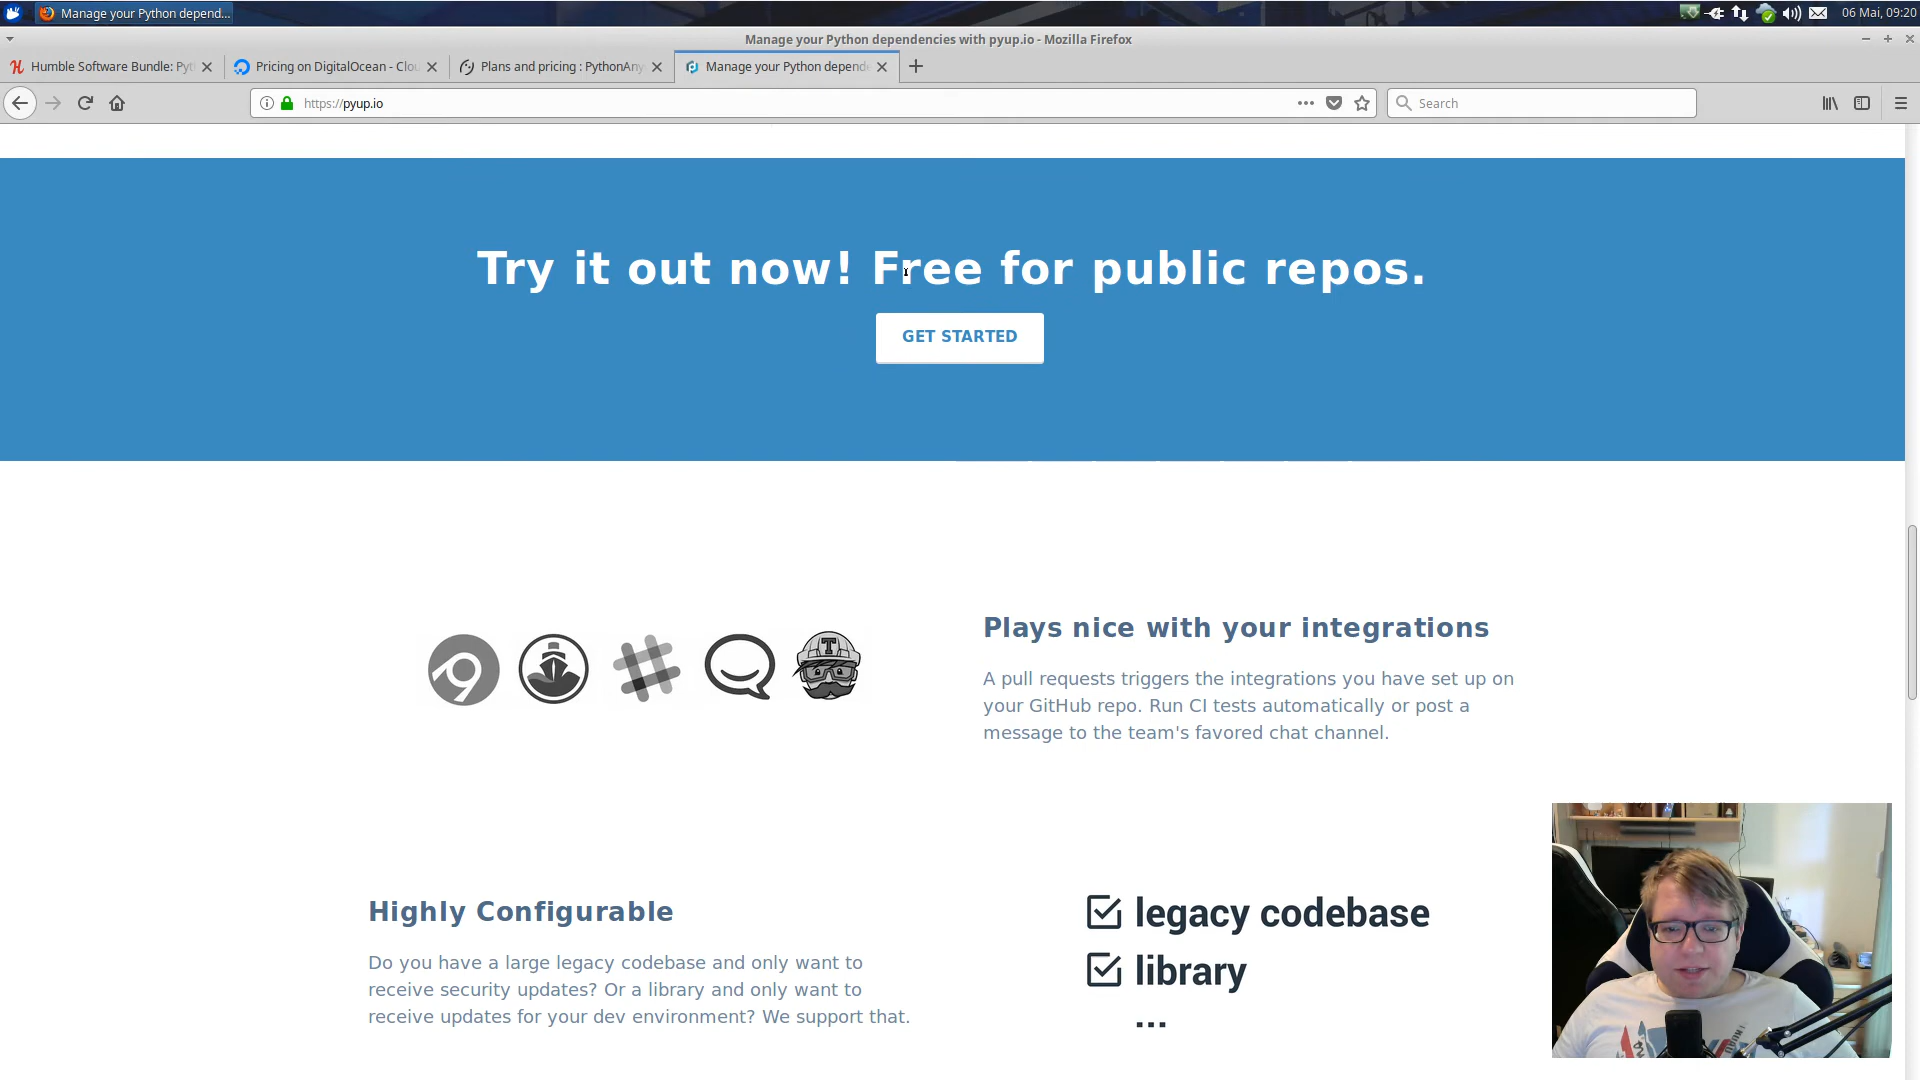 Manage your Python depend...
06 Mai, 09:20
Manage your Python dependencies with pyup.io - Mozilla Firefox
Humble Software Bundle: Pyt
Pricing on DigitalOcean - Clou
Plans and pricing : PythonAny
Manage your Python depend
https://pyup.io
Search
Try it out now! Free for public repos.
GET STARTED
Plays nice with your integrations
A pull requests triggers the integrations you have set up on
your GitHub repo. Run CI tests automatically or post a
message to the team's favored chat channel.
Highly Configurable
Do you have a large legacy codebase and only want to
receive security updates? Or a library and only want to
receive updates for your dev environment? We support that.
legacy codebase
library
...